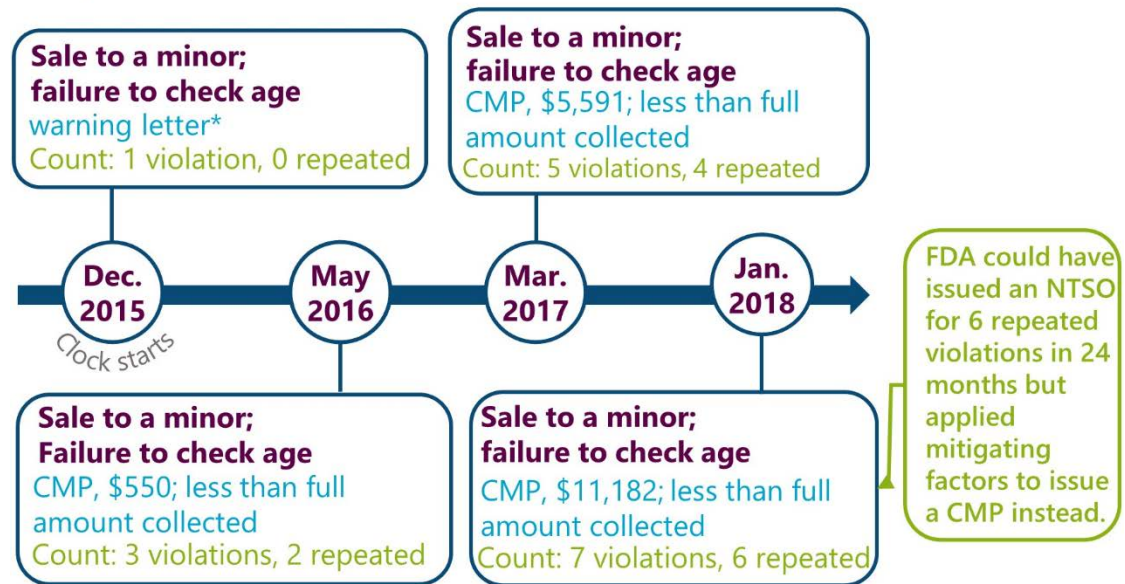 Sale to a minor;
failure to check age
warning letter*
Count: 1 violation, 0 repeated
Sale to a minor;
failure to check age
CMP, $5,591; less than full
amount collected
Count: 5 violations, 4 repeated
Dec.
2015
Clock starts
May
2016
Mar.
2017
Jan.
2018
Sale to a minor;
Failure to check age
CMP, $550; less than full
amount collected
Count: 3 violations, 2 repeated
Sale to a minor;
failure to check age
CMP, $11,182; less than full
amount collected
Count: 7 violations, 6 repeated
FDA could have
issued an NTSO
for 6 repeated
violations in 24
months but
applied
mitigating
factors to issue
a CMP instead.